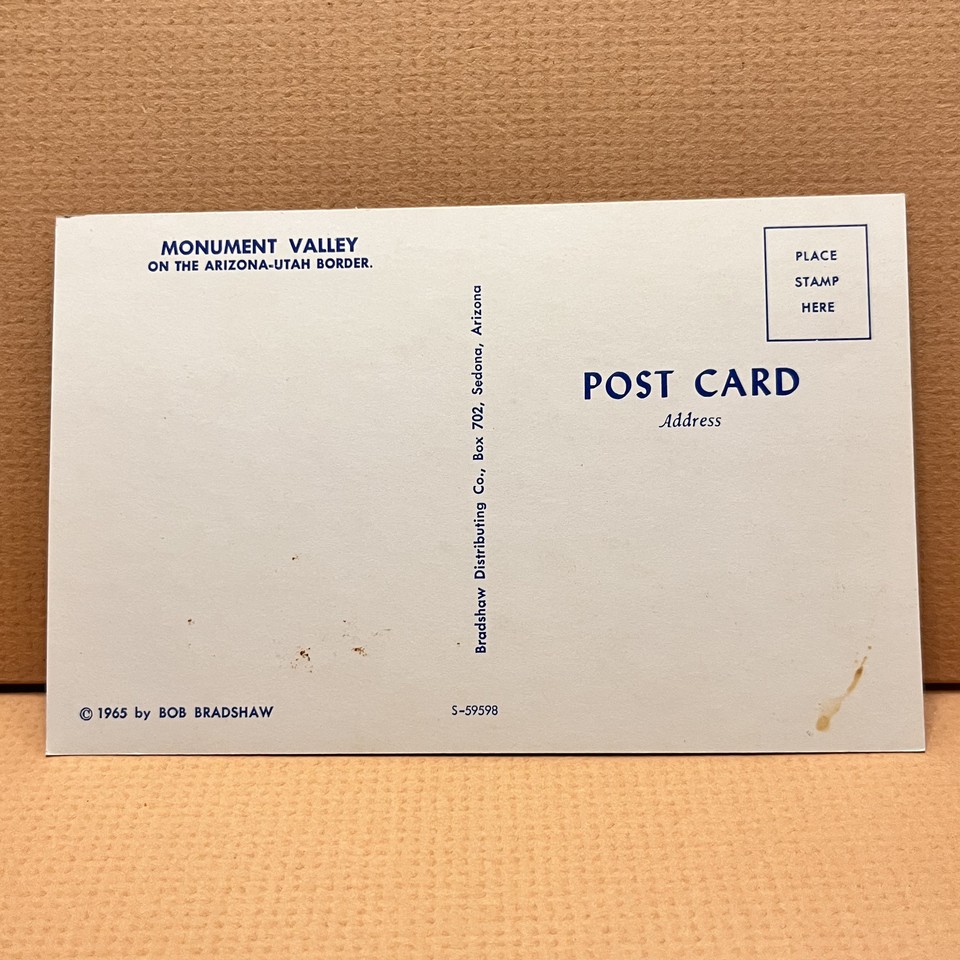 MONUMENT VALLEY
ON THE ARIZONA-UTAH BORDER.
© 1965 by BOB BRADSHAW
Bradshaw Distributing Co., Box 702, Sedona, Arizona
S-59598
PLACE
STAMP
HERE
POST CARD
Address